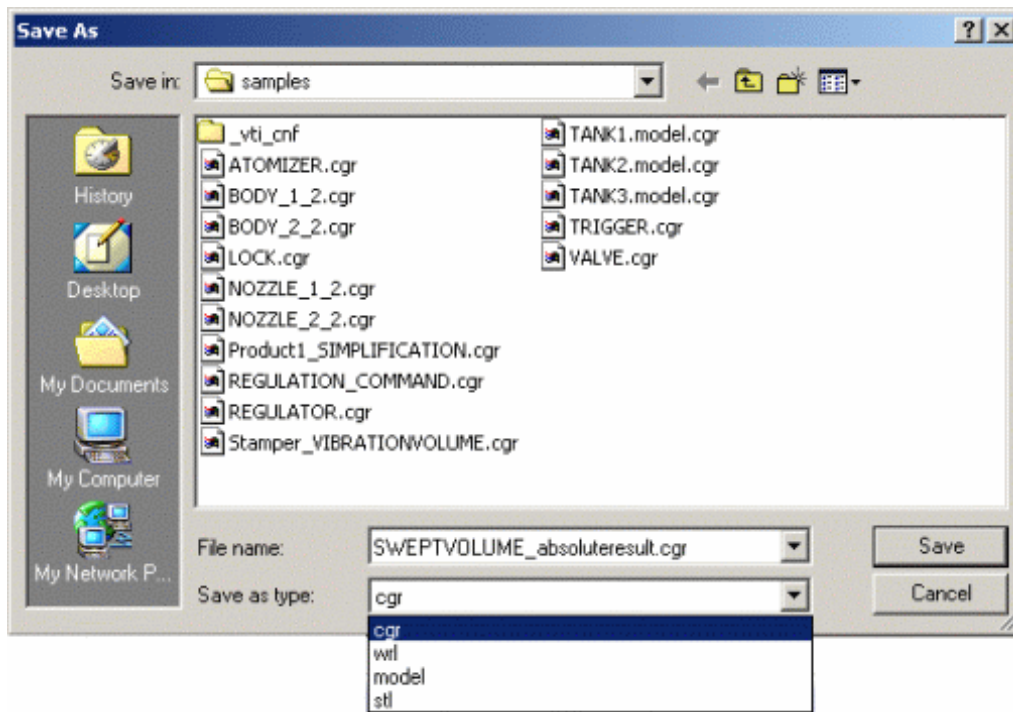 Save As
Save in:
samples
History
Desktop
My Documents
My Computer
My Network P...
_vti_cnf
ATOMIZER.cgr
BODY_1_2.cgr
BODY_2_2.cgr
LOCK.cgr
NOZZLE_1_2.cgr
NOZZLE_2_2.cgr
Product1_SIMPLIFICATION.cgr
REGULATION_COMMAND.cgr
REGULATOR.cgr
Stamper_VIBRATIONVOLUME.cgr
TANK1.model.cgr
TANK2.model.cgr
TANK3.model.cgr
TRIGGER.cgr
VALVE.cgr
File name:
SWEPTVOLUME_absoluteresult.cgr
Save
Save as type:
cgr
Cancel
cgr
wrl
model
stl